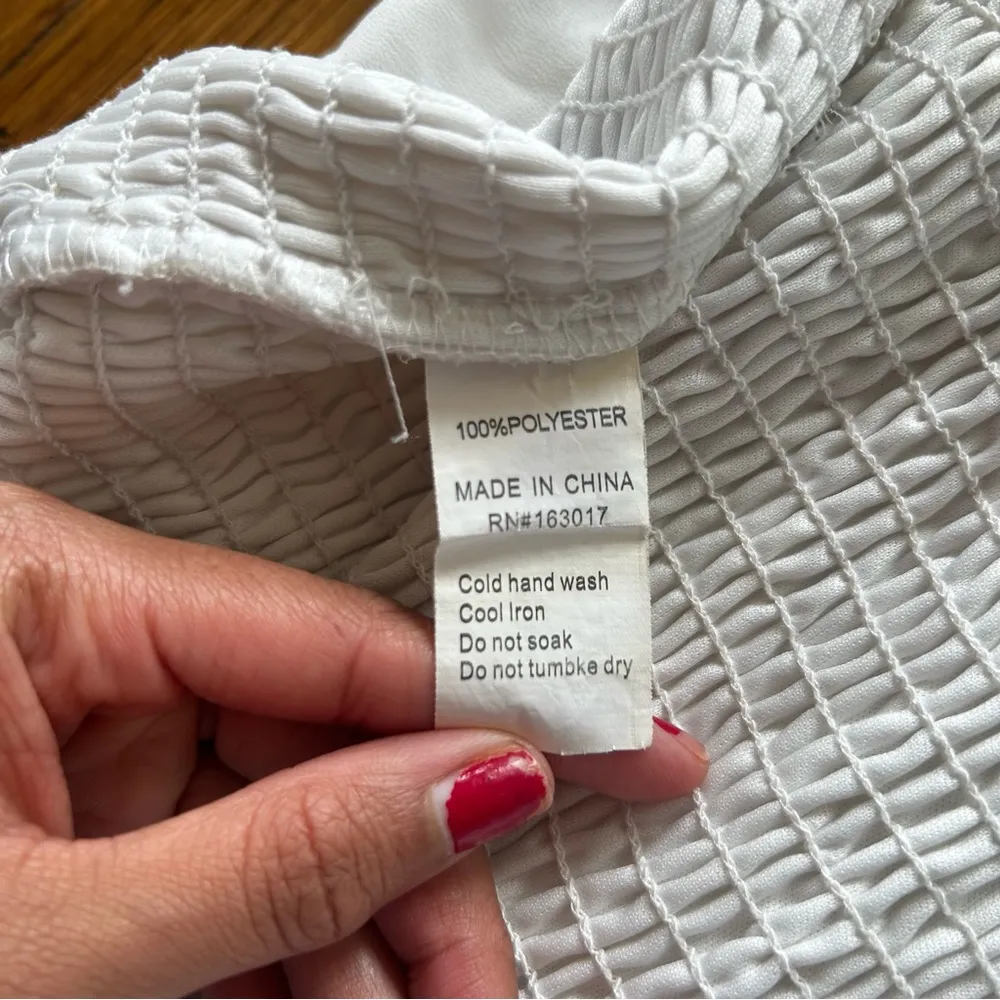 100%POLYESTER
MADE IN CHINA
RN#163017
Cold hand wash
Cool Iron
Do not soak
Do not tumbke dry